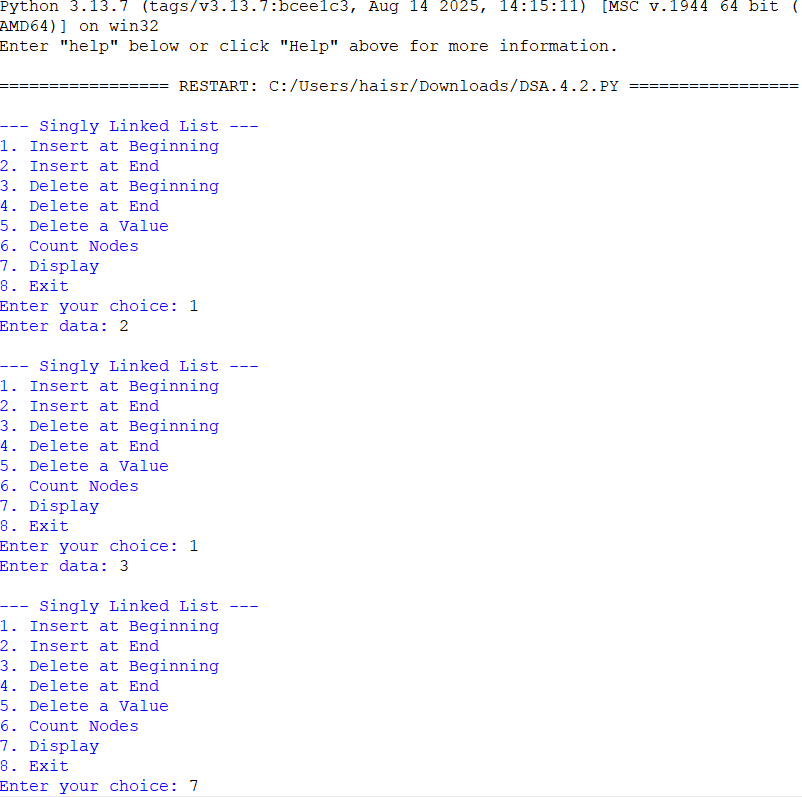 Python 3.13.7 (tags/v3.13.7:bcee1c3, Aug 14 2025, 14:15:11) [MSC v.1944 64 bit (
AMD64)] on win32
Enter "help" below or click "Help" above for more information.
================= RESTART: C:/Users/haisr/Downloads/DSA.4.2.PY =================
--- Singly Linked List ---
1. Insert at Beginning
2. Insert at End
3. Delete at Beginning
4. Delete at End
5. Delete a Value
6. Count Nodes
7. Display
8. Exit
Enter your choice: 1
Enter data: 2
--- Singly Linked List ---
1. Insert at Beginning
2. Insert at End
3. Delete at Beginning
4. Delete at End
5. Delete a Value
6. Count Nodes
7. Display
8. Exit
Enter your choice: 1
Enter data: 3
--- Singly Linked List ---
1. Insert at Beginning
2. Insert at End
3. Delete at Beginning
4. Delete at End
5. Delete a Value
6. Count Nodes
7. Display
8. Exit
Enter your choice: 7